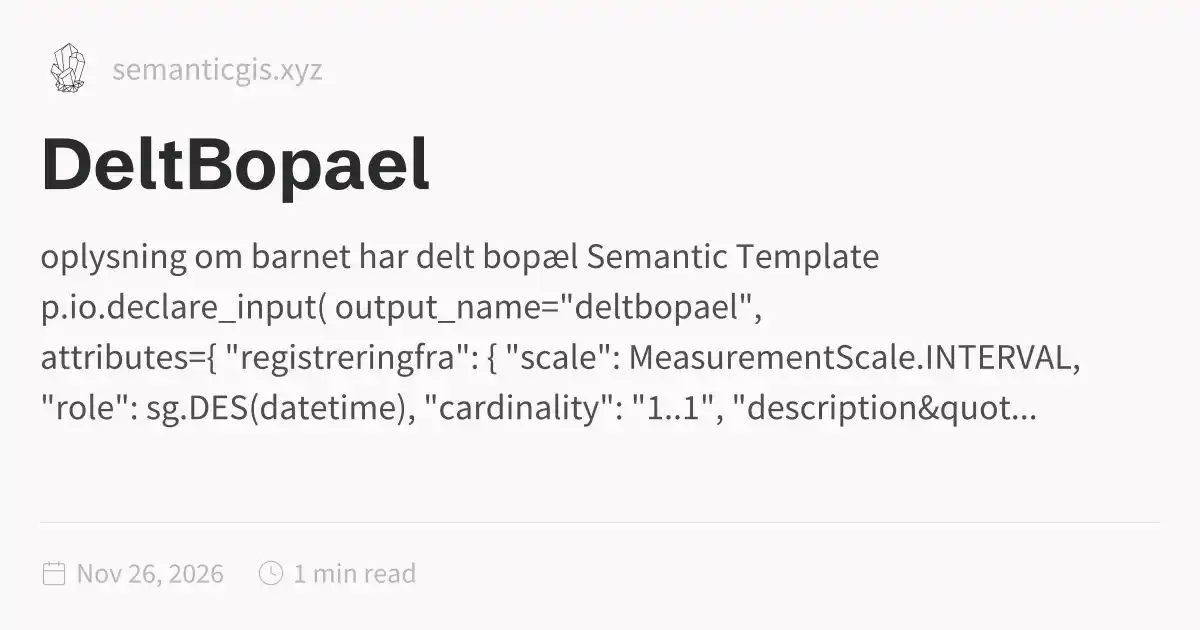 semanticgis.xyz
DeltBopael
oplysning om barnet har delt bopæl Semantic Template
p.io.declare_input( output_name="deltbopael",
attributes={ "registreringfra": { "scale": MeasurementScale.INTERVAL,
"role": sg.DES(datetime), "cardinality": "1..1", "description&quot...
Nov 26, 2026 1 min read